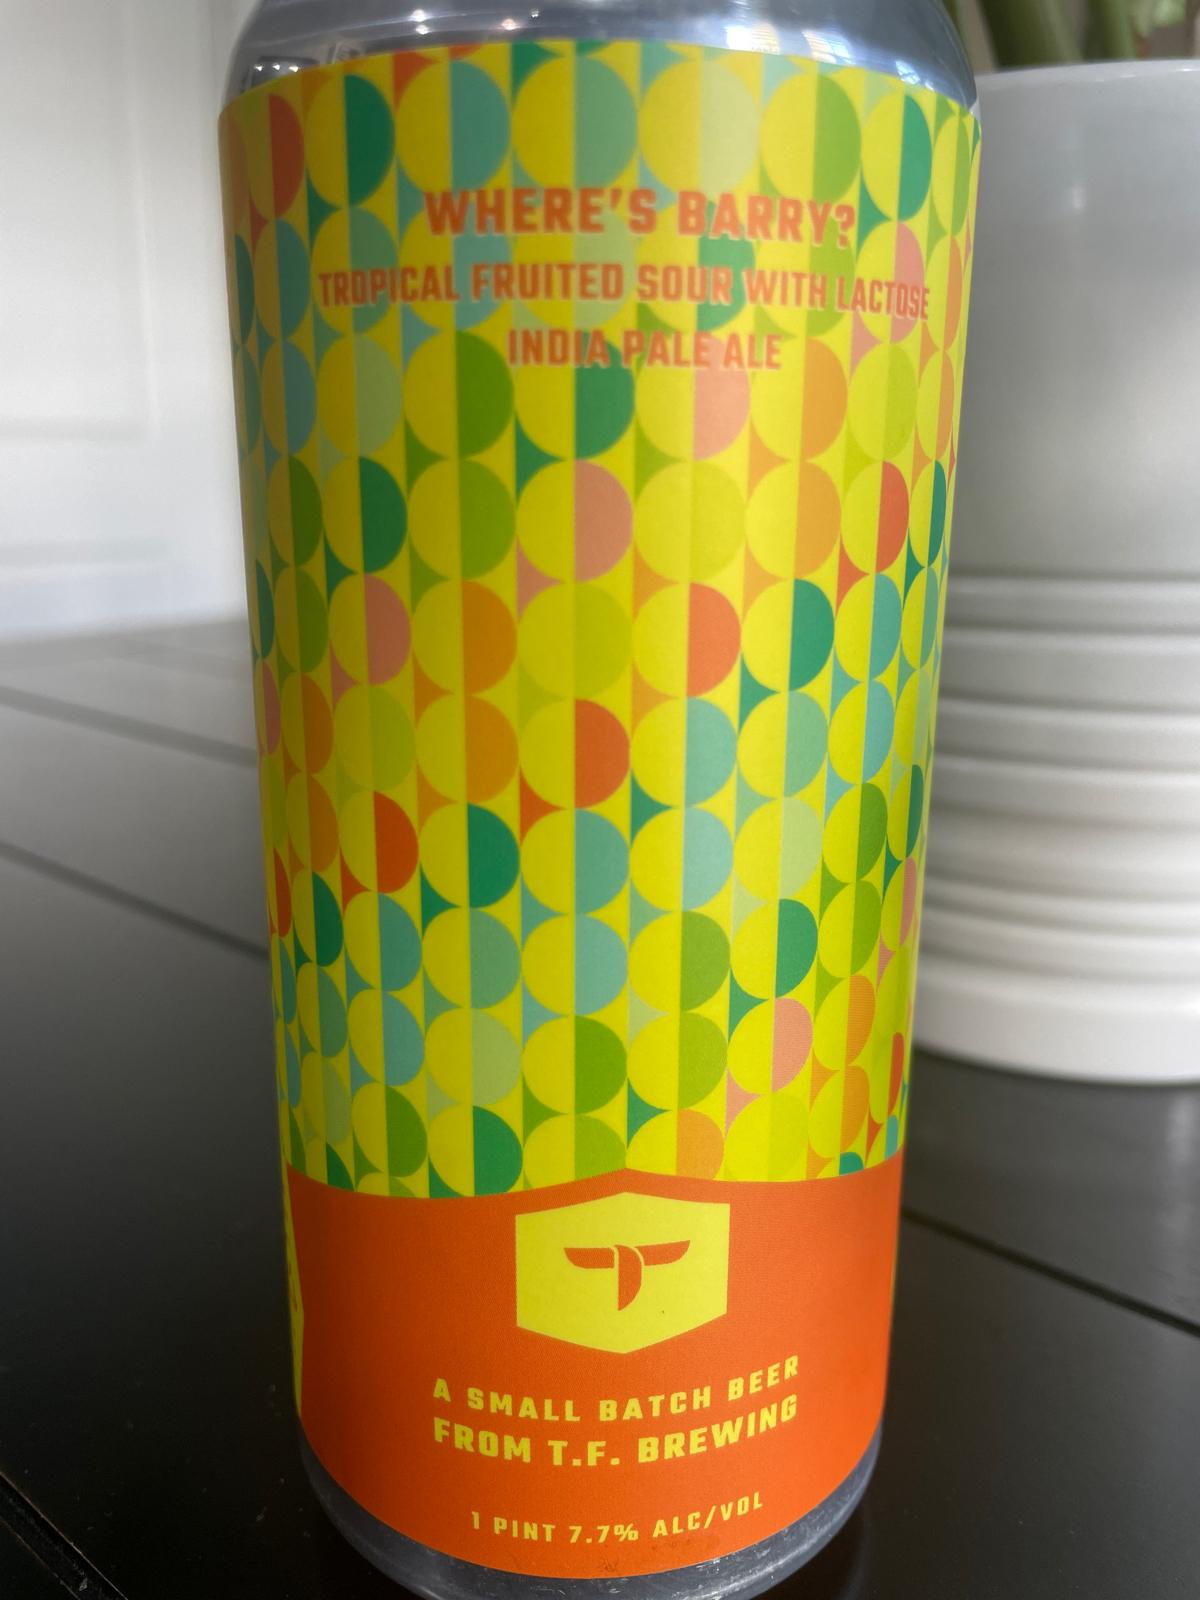 WHERE'S BARRY?
TROPICAL FRUITED SOUR WITH LACTOSE
INDIA PALE ALE
A SMALL BATCH BEER
FROM T.F. BREWING
1 PINT 7.7% ALC/VOL